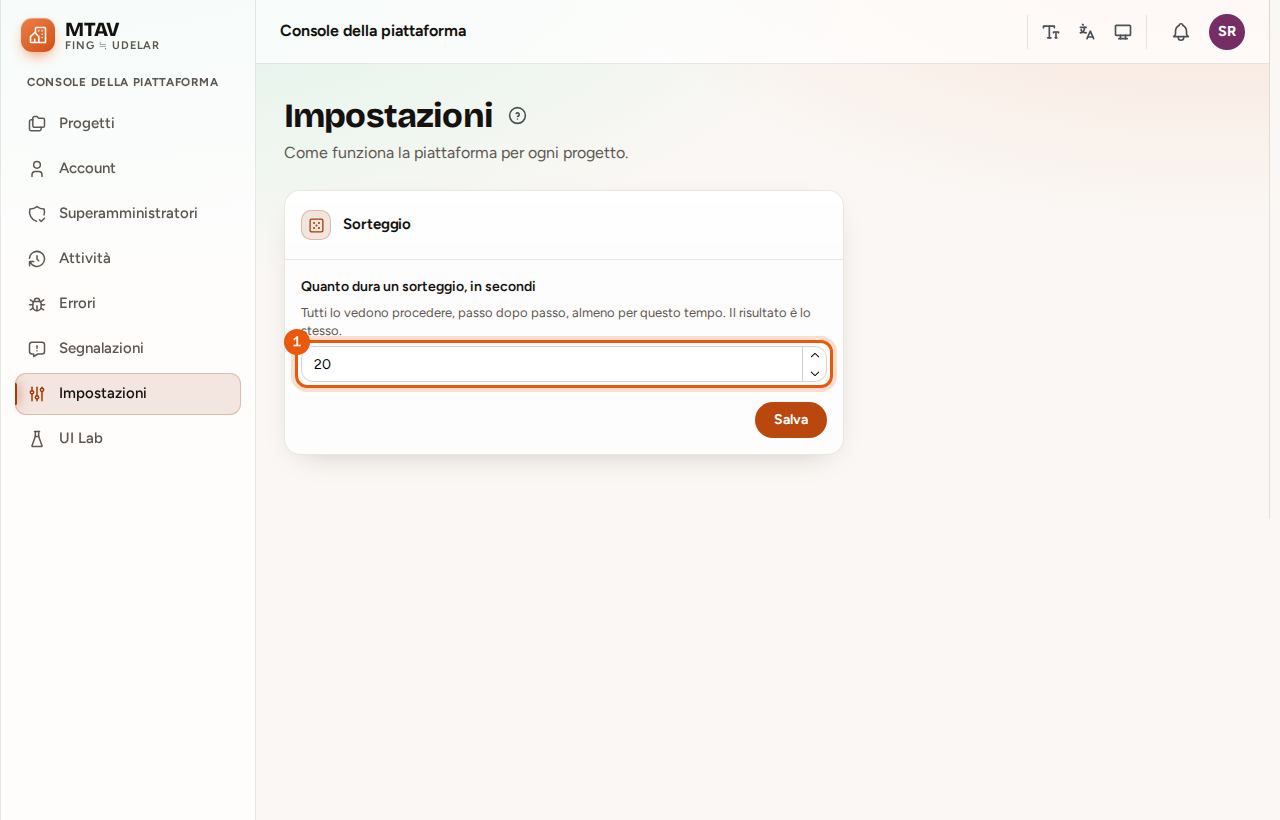 MTAV
FING ≒ UDELAR
CONSOLE DELLA PIATTAFORMA
Progetti
Account
Superamministratori
Attività
Errori
Segnalazioni
Impostazioni
UI Lab
Console della piattaforma
SR
Impostazioni
Come funziona la piattaforma per ogni progetto.
Sorteggio
Quanto dura un sorteggio, in secondi
Tutti lo vedono procedere, passo dopo passo, almeno per questo tempo. Il risultato è lo
stesso.
1
20
Salva